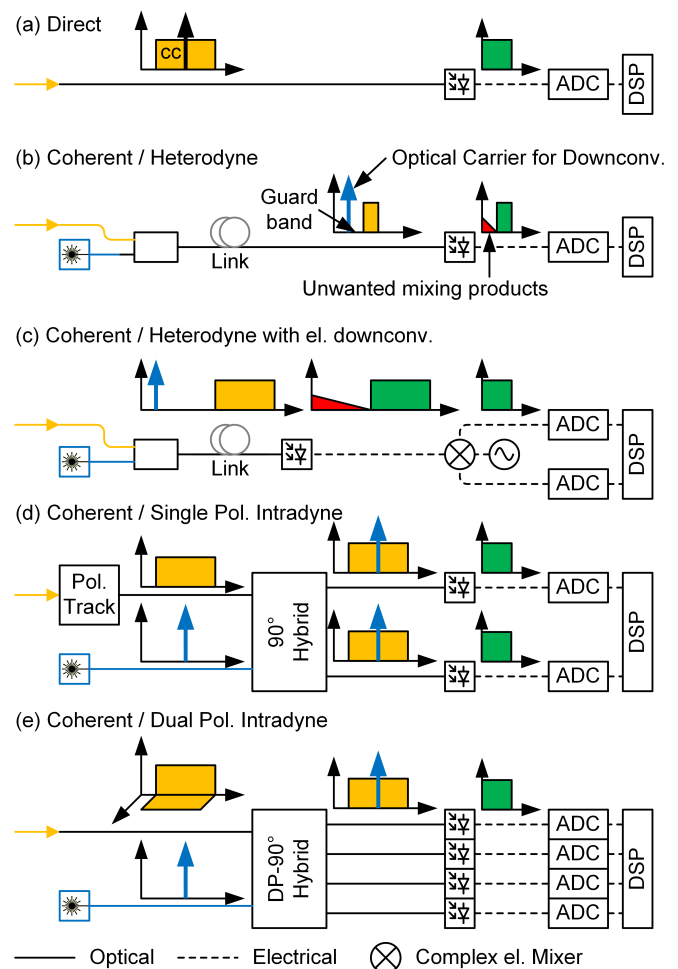 (a) Direct
CC
ADC
DSP
(b) Coherent / Heterodyne
Optical Carrier for Downconv.
Guard
band
Link
ADC
DSP
Unwanted mixing products
(c) Coherent / Heterodyne with el. downconv.
Link
ADC
ADC
DSP
(d) Coherent / Single Pol. Intradyne
Pol.
Track
90°
Hybrid
ADC
ADC
DSP
(e) Coherent / Dual Pol. Intradyne
DP-90°
Hybrid
ADC
ADC
ADC
ADC
DSP
Optical
Electrical
Complex el. Mixer